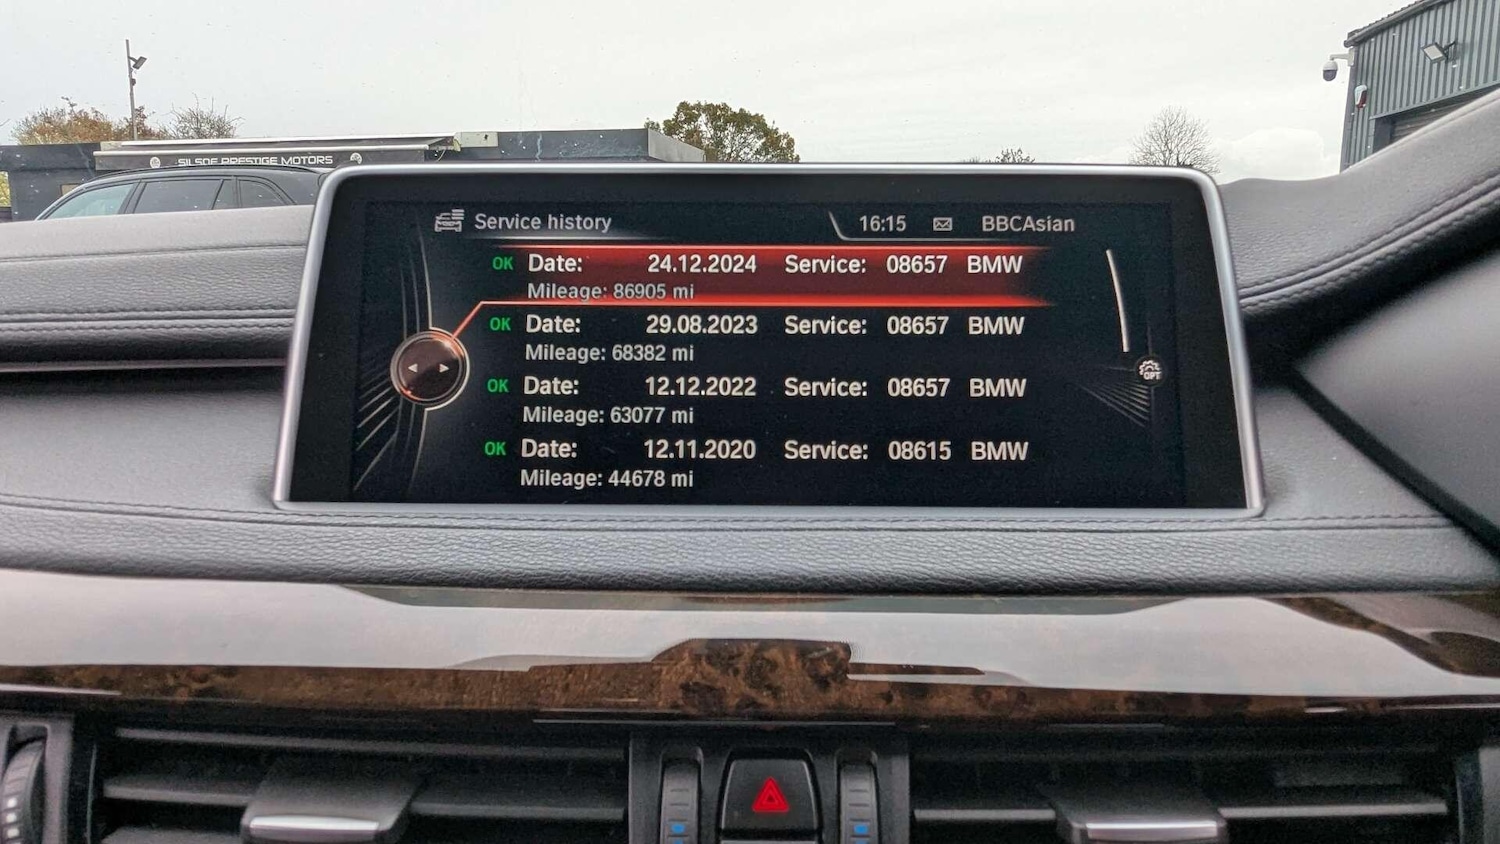 SILSOE PRESTIGE MOTORS
Service history 16:15 BBCAsian
OK Date: 24.12.2024 Service: 08657 BMW
Mileage: 86905 mi
OK Date: 29.08.2023 Service: 08657 BMW
Mileage: 68382 mi
OK Date: 12.12.2022 Service: 08657 BMW
Mileage: 63077 mi
OK Date: 12.11.2020 Service: 08615 BMW
Mileage: 44678 mi
OPT